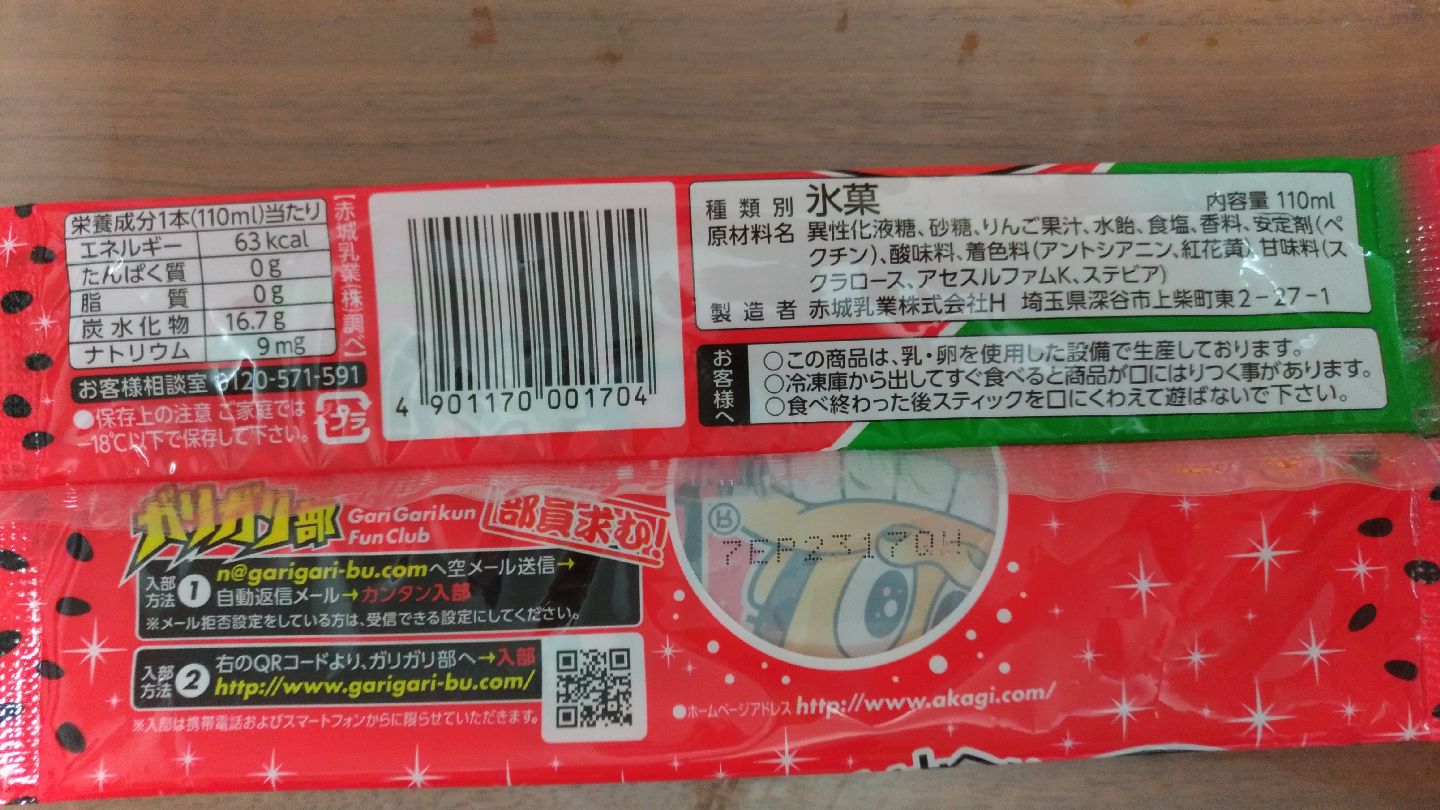 栄養成分1本(110ml)当たり
エネルギー 63kcal
たんぱく質 0g
脂質 0g
炭水化物 16.7g
ナトリウム 9mg
【赤城乳業(株)調べ】
お客様相談室 0120-571-591
●保存上の注意 ご家庭では
-18℃以下で保存して下さい。
プラ
4 901170 001704
種類別 氷菓 内容量 110ml
原材料名 異性化液糖、砂糖、りんご果汁、水飴、食塩、香料、安定剤(ペ
クチン)、酸味料、着色料(アントシアニン、紅花黄)、甘味料(ス
クラロース、アセスルファムK、ステビア)
製造者 赤城乳業株式会社H 埼玉県深谷市上柴町東2-27-1
お客様へ
○この商品は、乳・卵を使用した設備で生産しております。
○冷凍庫から出してすぐ食べると商品が口にはりつく事があります。
○食べ終わった後スティックを口にくわえて遊ばないで下さい。
ガリガリ部
GariGarikun
FunClub
部員求む!
入部方法① n@garigari-bu.comへ空メール送信→
自動返信メール→カンタン入部
※メール拒否設定をしている方は、受信できる設定にしてください。
入部方法② 右のQRコードより、ガリガリ部へ→入部
http://www.garigari-bu.com/
※入部は携帯電話およびスマートフォンからに限らせていただきます。
®
●ホームページアドレス http://www.akagi.com/